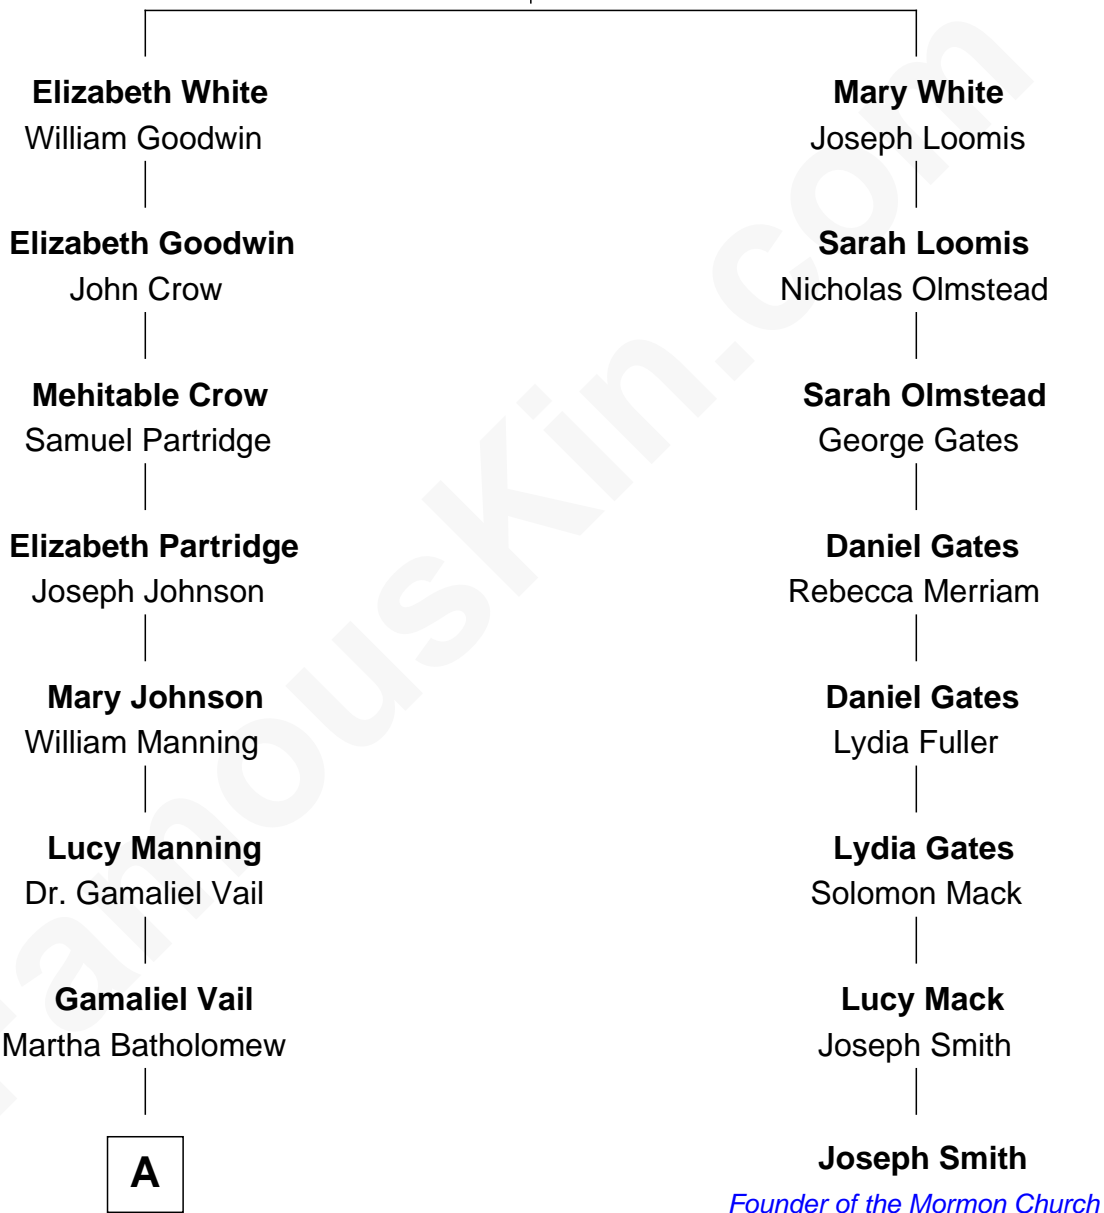 Elizabeth White
William Goodwin
Mary White
Joseph Loomis
Elizabeth Goodwin
John Crow
Sarah Loomis
Nicholas Olmstead
Mehitable Crow
Samuel Partridge
Sarah Olmstead
George Gates
Elizabeth Partridge
Joseph Johnson
Daniel Gates
Rebecca Merriam
Mary Johnson
William Manning
Daniel Gates
Lydia Fuller
Lucy Manning
Dr. Gamaliel Vail
Lydia Gates
Solomon Mack
Gamaliel Vail
Martha Batholomew
Lucy Mack
Joseph Smith
A
Joseph Smith
Founder of the Mormon Church
FamousKin.com